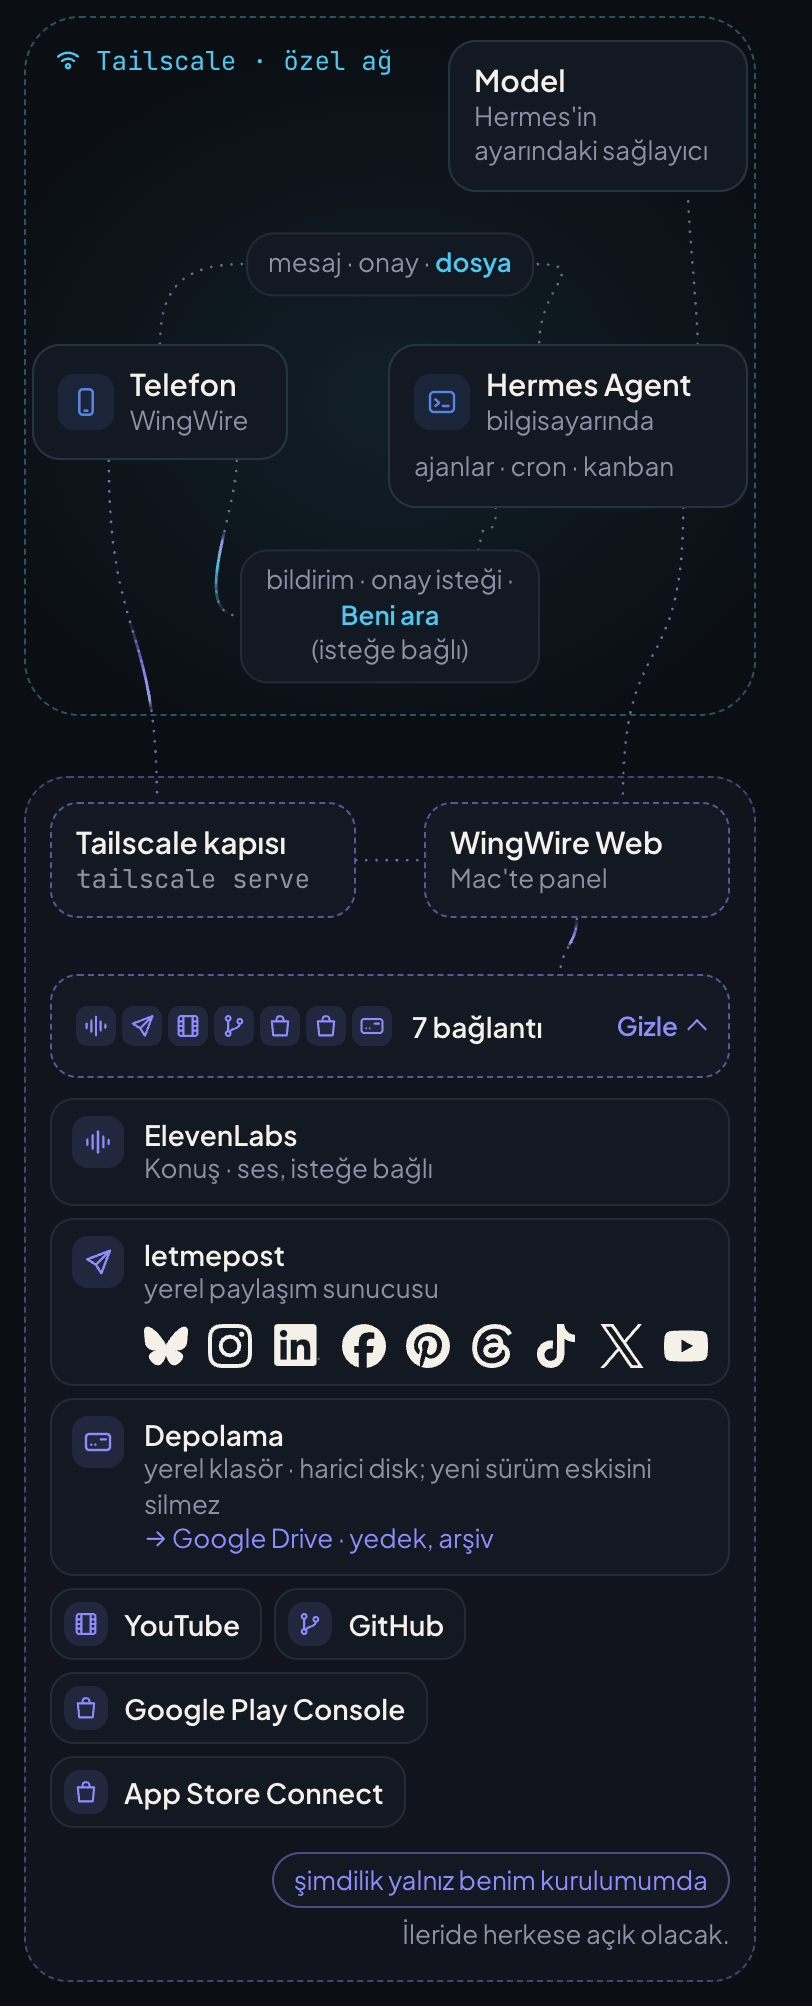 Tailscale · özel ağ
Model
Hermes'in
ayarındaki sağlayıcı
mesaj · onay · dosya
Telefon
WingWire
Hermes Agent
bilgisayarında
ajanlar · cron · kanban
bildirim · onay isteği ·
Beni ara
(isteğe bağlı)
Tailscale kapısı
tailscale serve
WingWire Web
Mac'te panel
7 bağlantı
Gizle
ElevenLabs
Konuş · ses, isteğe bağlı
letmepost
yerel paylaşım sunucusu
Depolama
yerel klasör · harici disk; yeni sürüm eskisini
silmez
→ Google Drive · yedek, arşiv
YouTube
GitHub
Google Play Console
App Store Connect
şimdilik yalnız benim kurulumumda
İleride herkese açık olacak.